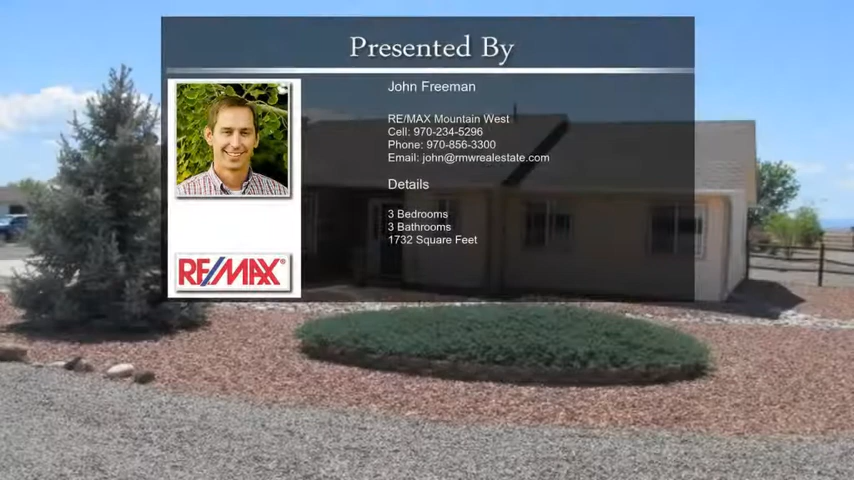 Presented By
John Freeman
RE/MAX Mountain West
Cell: 970-234-5296
Phone: 970-856-3300
Email: john@rmwrealestate.com
Details
3 Bedrooms
3 Bathrooms
1732 Square Feet
RE/MAX®